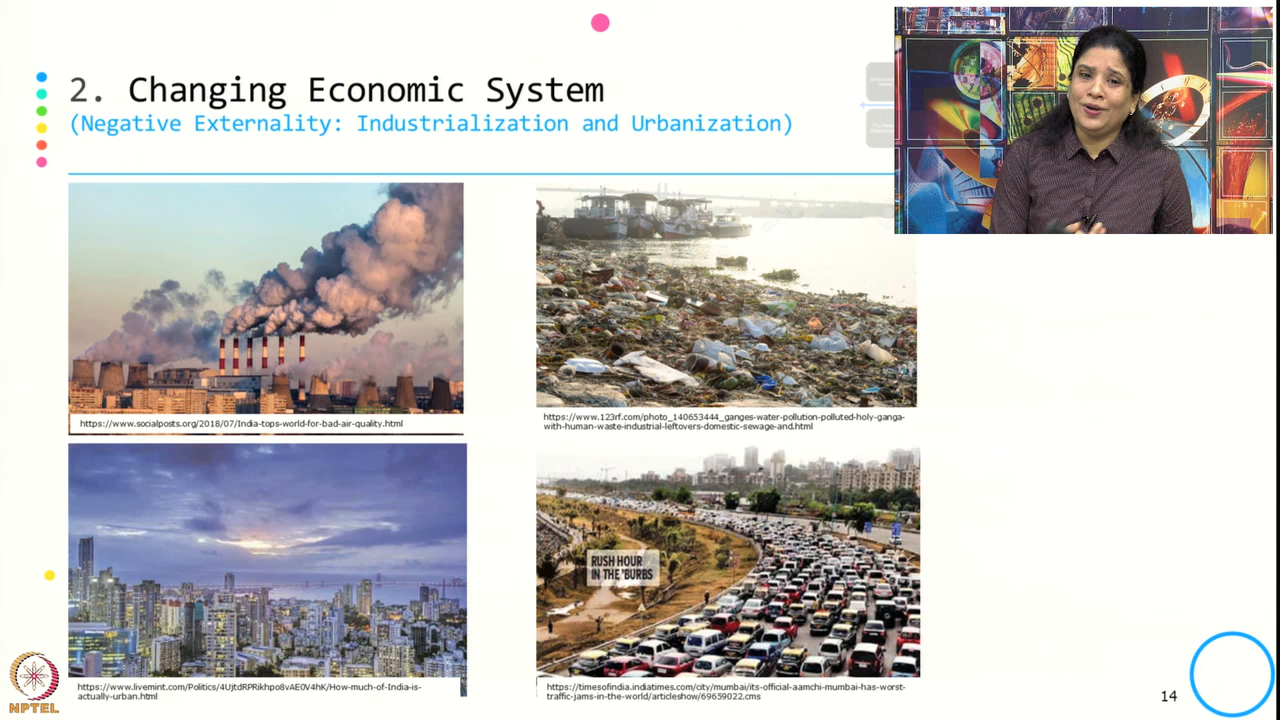 2. Changing Economic System
(Negative Externality: Industrialization and Urbanization)
https://www.socialposts.org/2018/07/India-tops-world-for-bad-air-quality.html
https://www.123rf.com/photo_140653444_ganges-water-pollution-polluted-holy-ganga-
with-human-waste-industrial-leftovers-domestic-sewage-and.html
RUSH HOUR
IN THE 'BURBS
https://www.livemint.com/Politics/4UjtdRPRikhpo8vAE0V4hK/How-much-of-India-is-
actually-urban.html
https://timesofindia.indiatimes.com/city/mumbai/its-official-aamchi-mumbai-has-worst-
traffic-jams-in-the-world/articleshow/69659022.cms
14
NPTEL